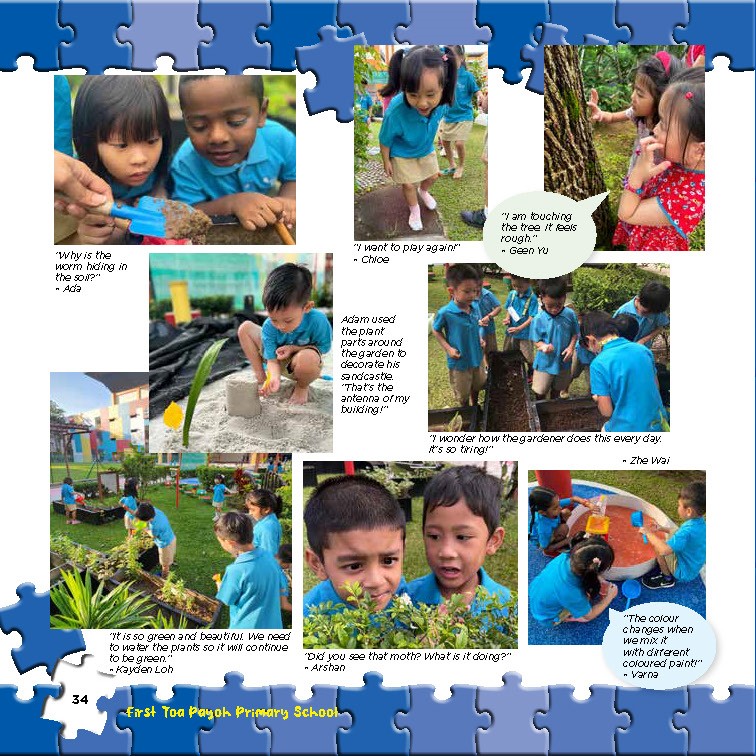 "Why is the
worm hiding in
the soil?"
- Ada
"I want to play again!"
- Chloe
"I am touching
the tree. It feels
rough."
- Geen Yu
Adam used
the plant
parts around
the garden to
decorate his
sandcastle.
"That's the
antenna of my
building!"
"I wonder how the gardener does this every day.
It's so tiring!"
- Zhe Wai
"It is so green and beautiful. We need
to water the plants so it will continue
to be green."
- Kayden Loh
"Did you see that moth? What is it doing?"
- Arshan
"The colour
changes when
we mix it
with different
coloured paint!"
- Varna
34
First Toa Payoh Primary School